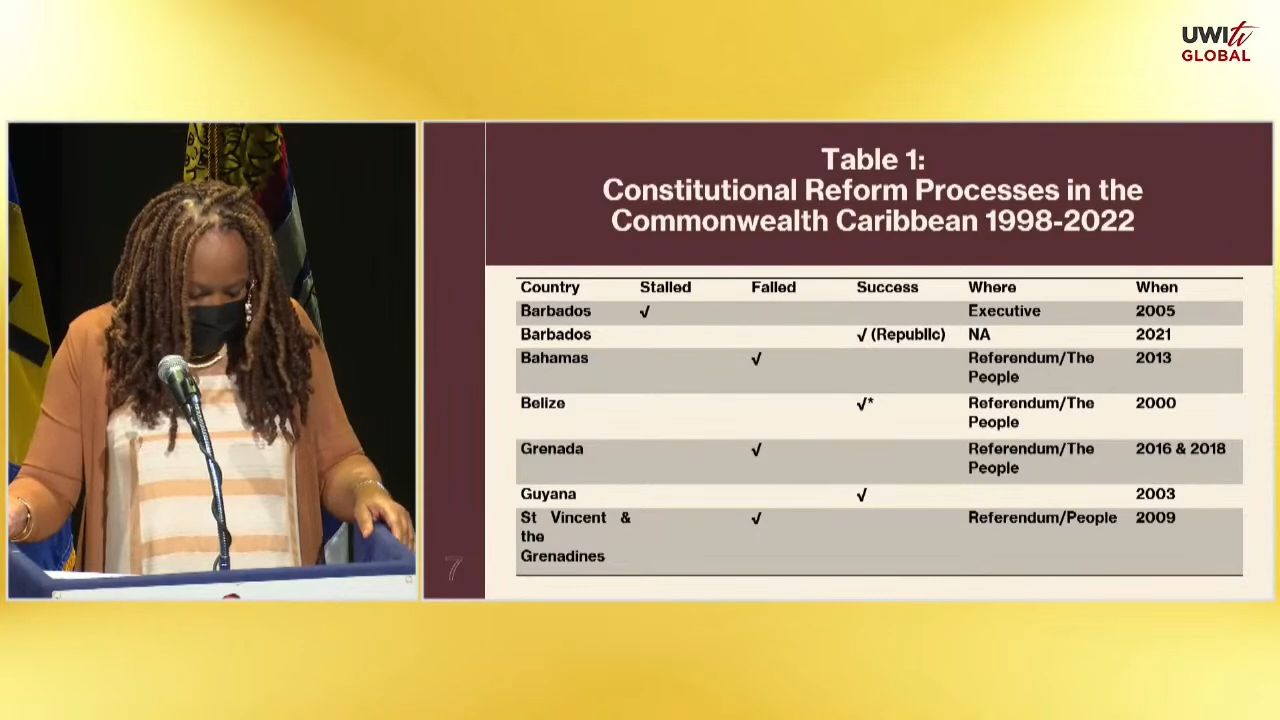 UWItv
GLOBAL
Table 1:
Constitutional Reform Processes in the
Commonwealth Caribbean 1998-2022
Country Stalled Failed Success Where When
Barbados √ Executive 2005
Barbados √ (Republic) NA 2021
Bahamas √ Referendum/The 2013
People
Belize √* Referendum/The 2000
People
Grenada √ Referendum/The 2016 & 2018
People
Guyana √ 2003
St Vincent & √ Referendum/People 2009
the
Grenadines
7